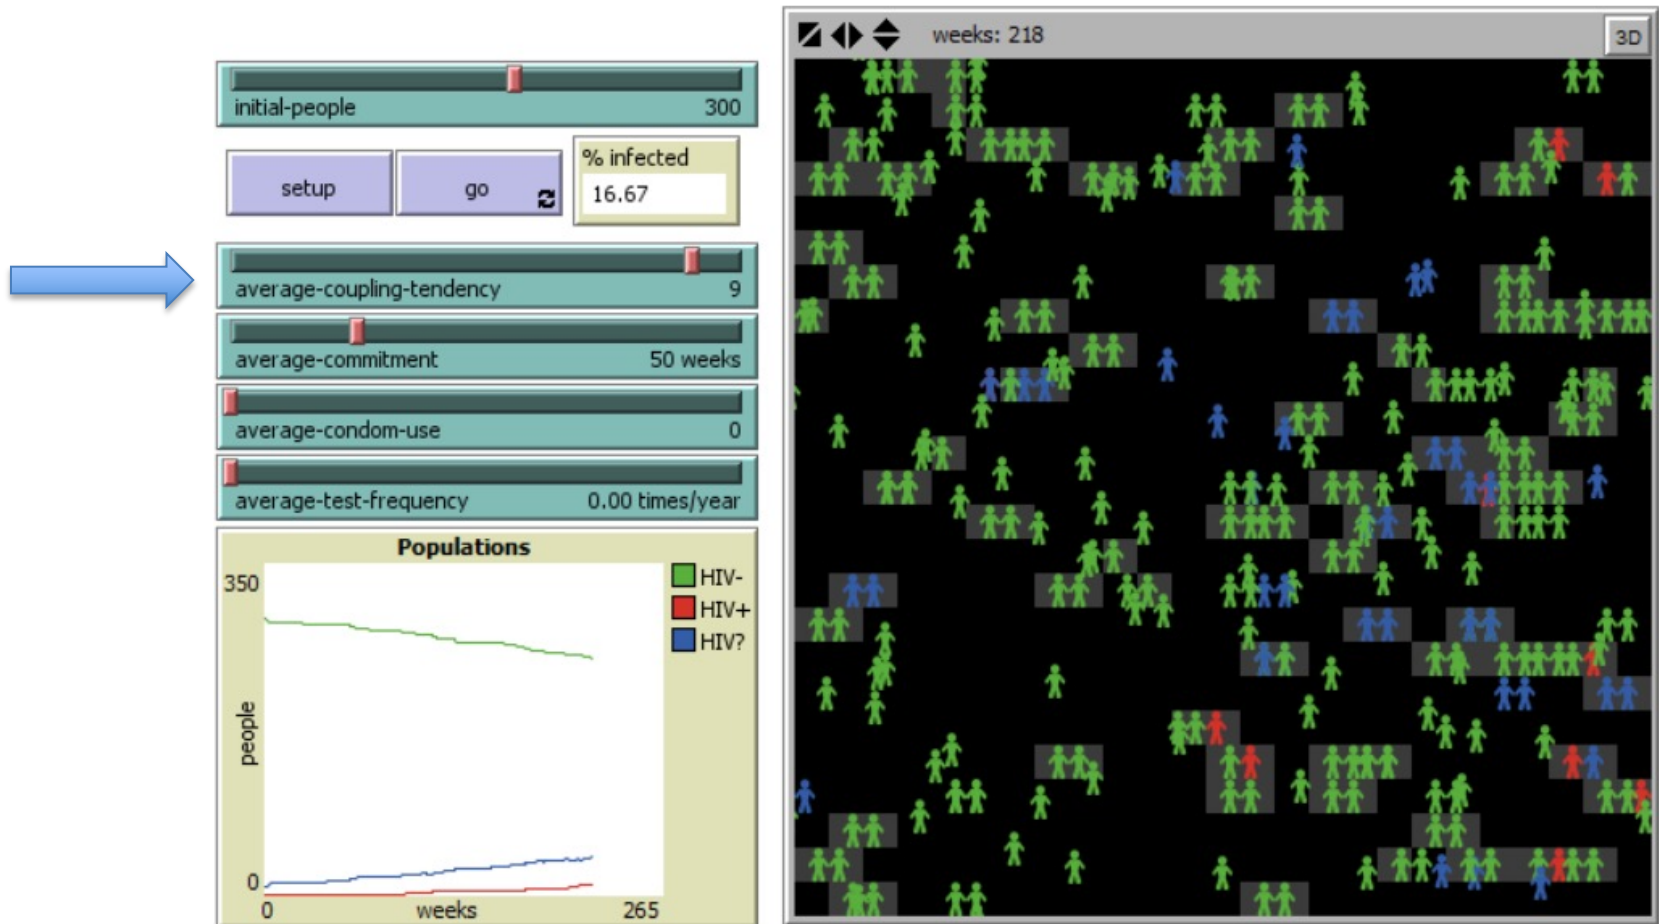 initial-people 300
setup
go
% infected
16.67
average-coupling-tendency 9
average-commitment 50 weeks
average-condom-use 0
average-test-frequency 0.00 times/year
Populations
350
people
0
0 weeks 265
HIV-
HIV+
HIV?
weeks: 218
3D